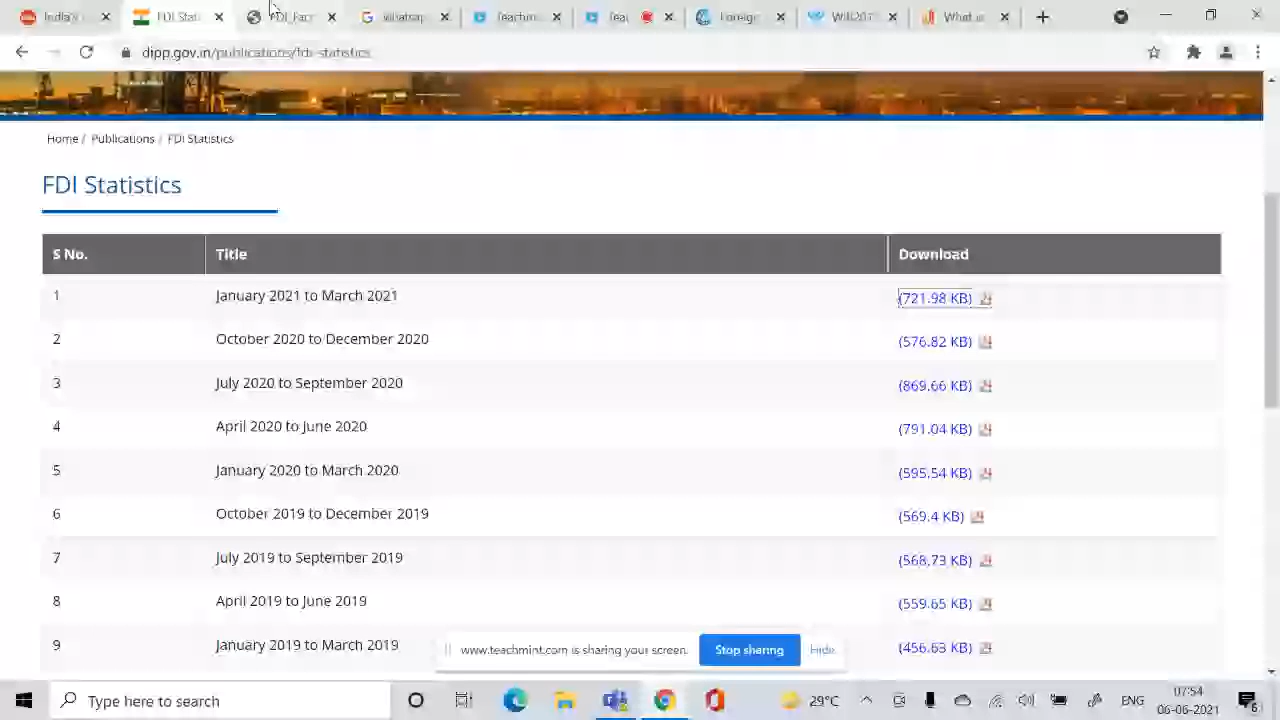 India's
FDI Stati
FDI Fact
Whatsap
Teachmi
Tea
Foreign
What is
dipp.gov.in/publications/fdi-statistics
Home / Publications / FDI Statistics
FDI Statistics
S No. Title Download
1 January 2021 to March 2021 (721.98 KB)
2 October 2020 to December 2020 (576.82 KB)
3 July 2020 to September 2020 (869.66 KB)
4 April 2020 to June 2020 (791.04 KB)
5 January 2020 to March 2020 (595.54 KB)
6 October 2019 to December 2019 (569.4 KB)
7 July 2019 to September 2019 (568.73 KB)
8 April 2019 to June 2019 (559.65 KB)
9 January 2019 to March 2019 (456.63 KB)
www.teachmint.com is sharing your screen. Stop sharing Hide
Type here to search 29°C ENG 07:54
06-06-2021 6